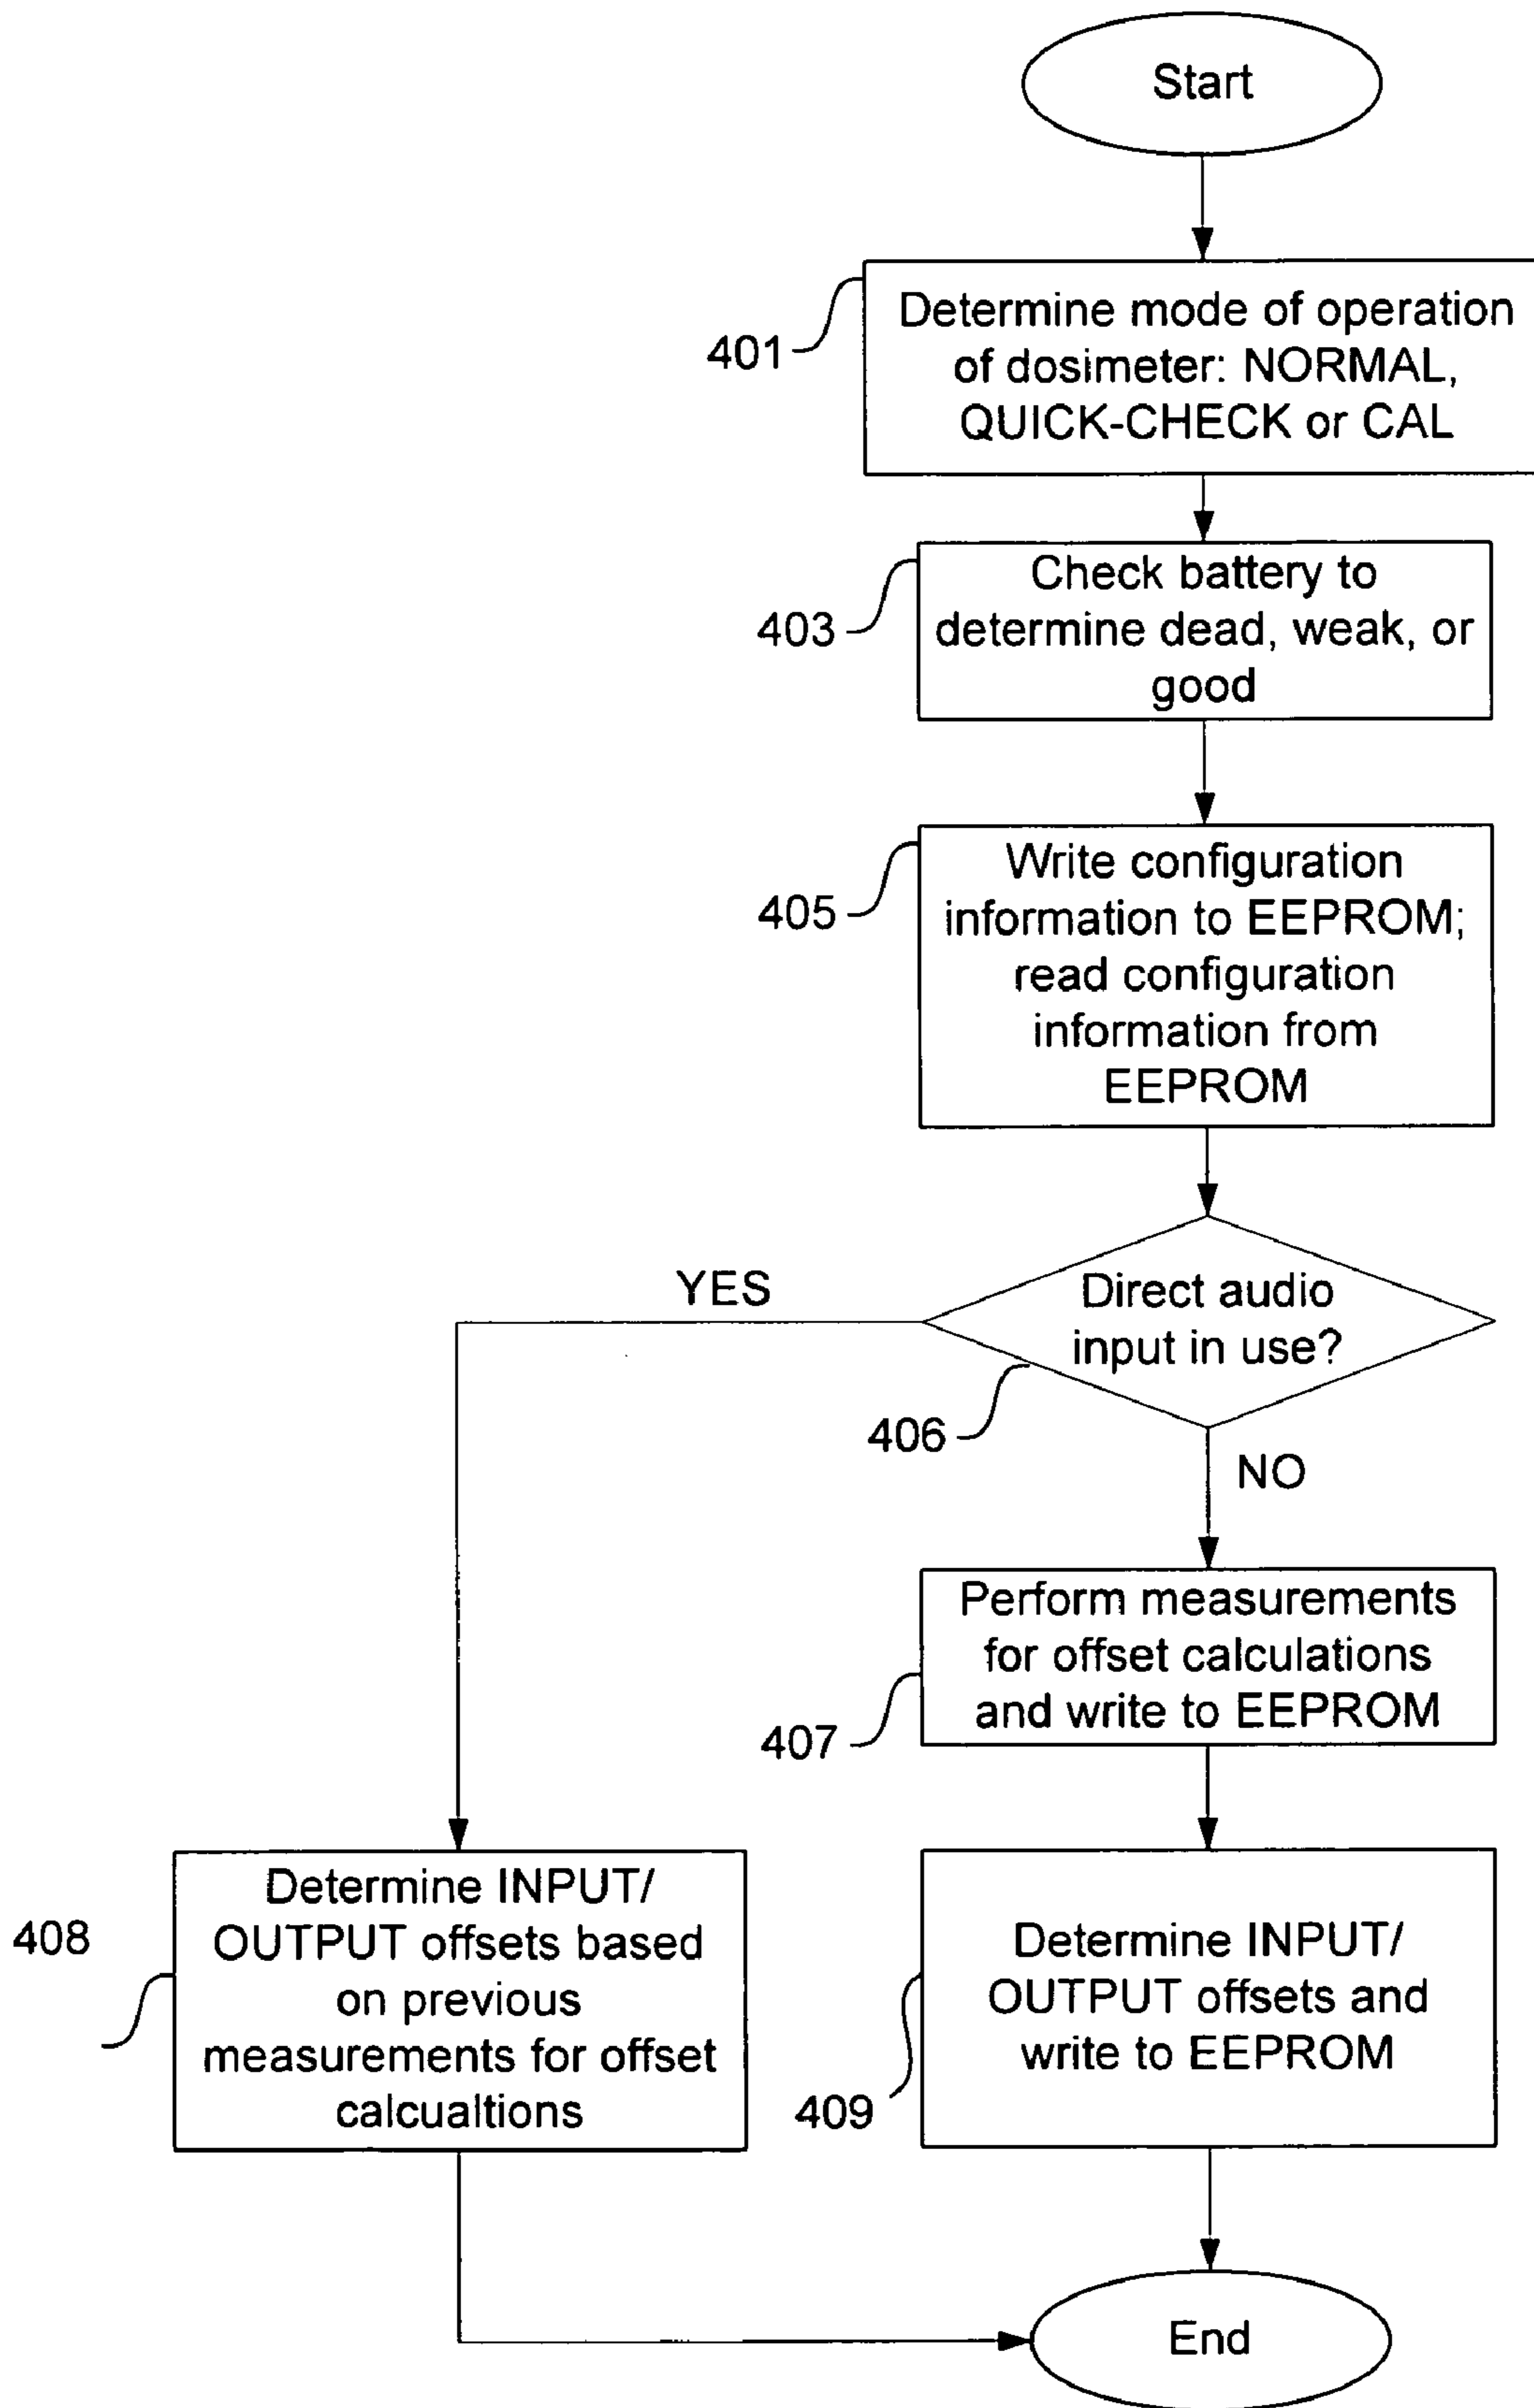 Start
401
Determine mode of operation
of dosimeter: NORMAL,
QUICK-CHECK or CAL
403
Check battery to
determine dead, weak, or
good
405
Write configuration
information to EEPROM;
read configuration
information from
EEPROM
YES
Direct audio
input in use?
406
NO
407
Perform measurements
for offset calculations
and write to EEPROM
408
Determine INPUT/
OUTPUT offsets based
on previous
measurements for offset
calcualtions
409
Determine INPUT/
OUTPUT offsets and
write to EEPROM
End